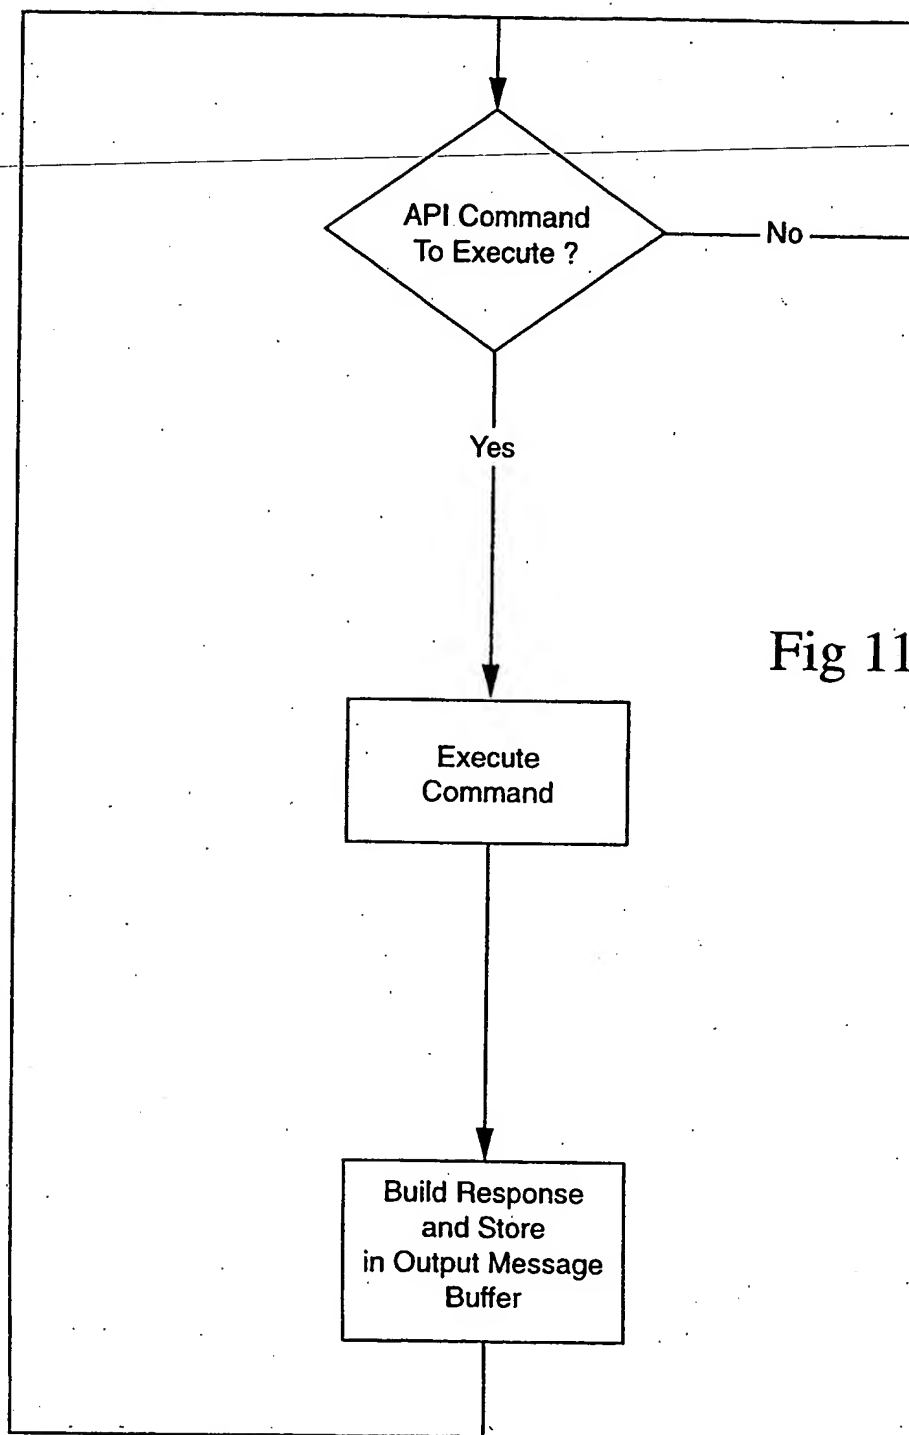 API Command
To Execute ?
No
Yes
Fig 11
Execute
Command
Build Response
and Store
in Output Message
Buffer